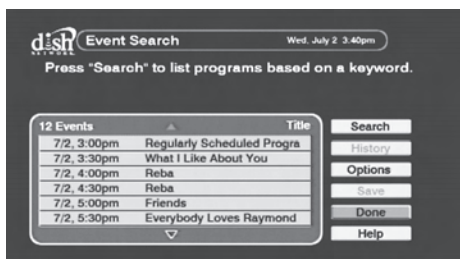 dish NETWORK Event Search Wed, July 2 3:40pm
Press "Search" to list programs based on a keyword.
12 Events Title
7/2, 3:00pm Regularly Scheduled Progra
7/2, 3:30pm What I Like About You
7/2, 4:00pm Reba
7/2, 4:30pm Reba
7/2, 5:00pm Friends
7/2, 5:30pm Everybody Loves Raymond
Search
History
Options
Save
Done
Help